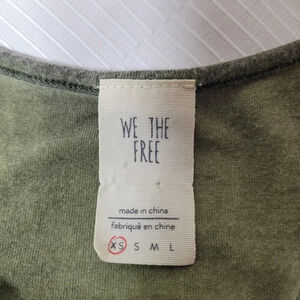 WE THE
FREE
made in china
fabriqué en chine
XS S M L